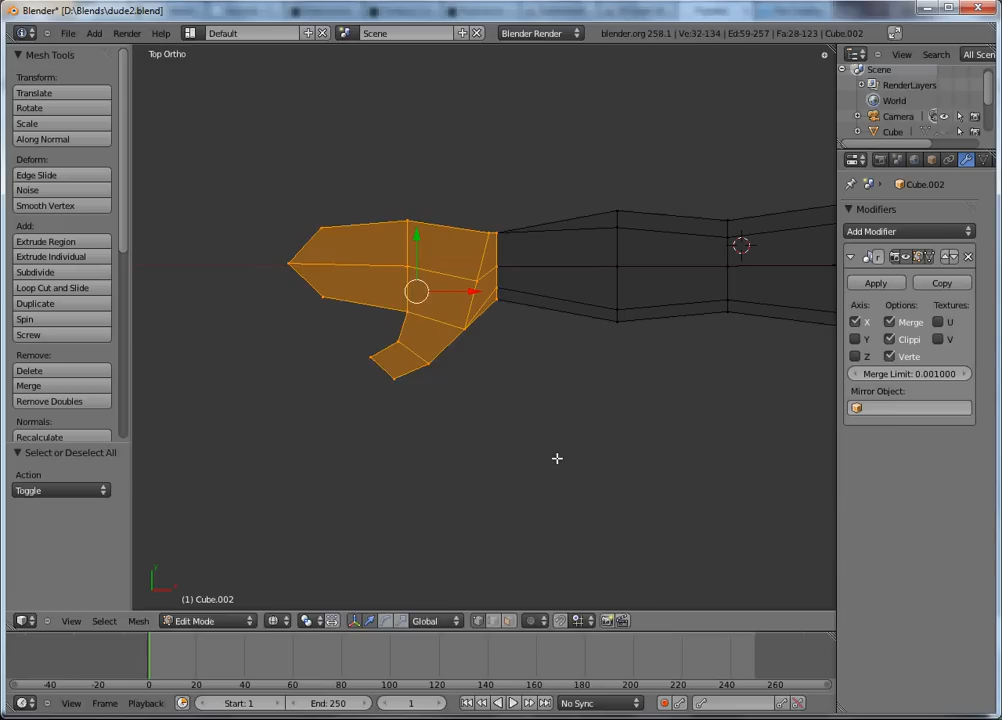 Blender* [D:\Blends\dude2.blend]
File Add Render Help Default Scene Blender Render blender.org 258.1 | Ve:32-134 | Ed:59-257 | Fa:28-123 | Cube.002
View Search All Scen
Mesh Tools
Transform:
Translate
Rotate
Scale
Along Normal
Deform:
Edge Slide
Noise
Smooth Vertex
Add:
Extrude Region
Extrude Individual
Subdivide
Loop Cut and Slide
Duplicate
Spin
Screw
Remove:
Delete
Merge
Remove Doubles
Normals:
Recalculate
Select or Deselect All
Action
Toggle
Top Ortho
(1) Cube.002
Scene
RenderLayers
World
Camera
Cube
Cube.002
Modifiers
Add Modifier
r
Apply Copy
Axis: Options: Textures:
X Merge U
Y Clippi V
Z Verte
Merge Limit: 0.001000
Mirror Object:
View Select Mesh Edit Mode Global
-40 -20 0 20 40 60 80 100 120 140 160 180 200 220 240 260
View Frame Playback Start: 1 End: 250 1 No Sync